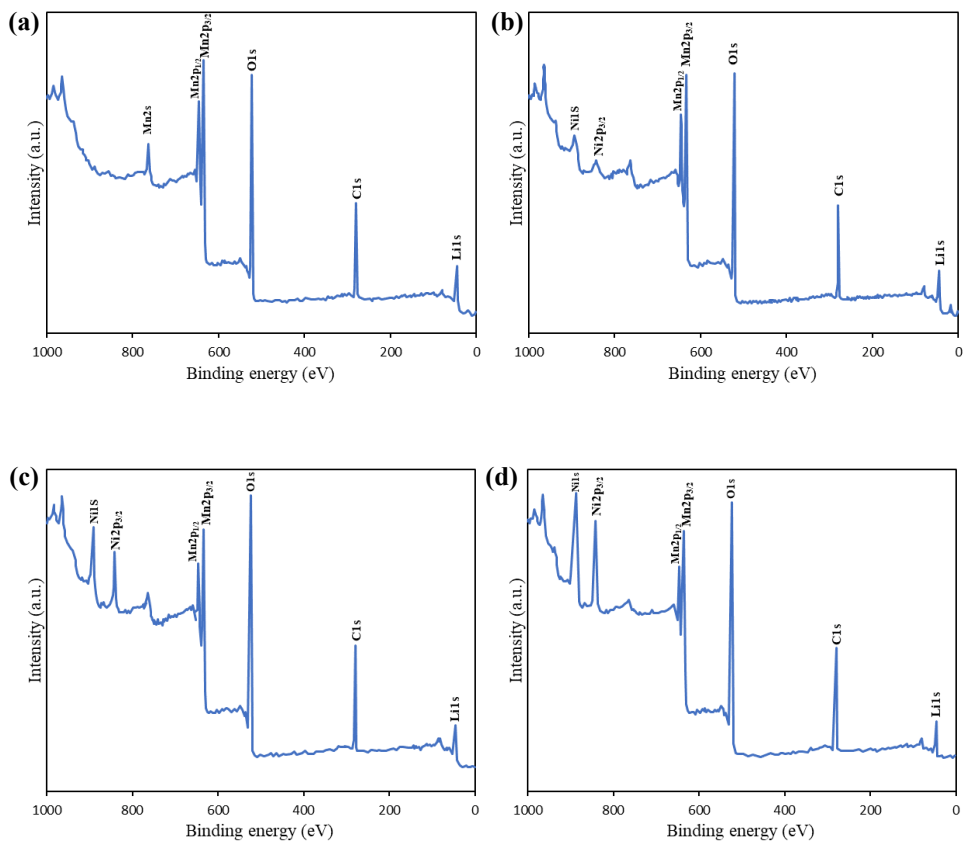 (a)
Mn2s
Mn2p1/2
Mn2p3/2
O1s
C1s
Li1s
Intensity (a.u.)
1000 800 600 400 200 0
Binding energy (eV)
(b)
Ni1S
Ni2p3/2
Mn2p1/2
Mn2p3/2
O1s
C1s
Li1s
Intensity (a.u.)
1000 800 600 400 200 0
Binding energy (eV)
(c)
Ni1S
Ni2p3/2
Mn2p1/2
Mn2p3/2
O1s
C1s
Li1s
Intensity (a.u.)
1000 800 600 400 200 0
Binding energy (eV)
(d)
Ni1s
Ni2p3/2
Mn2p1/2
Mn2p3/2
O1s
C1s
Li1s
Intensity (a.u.)
1000 800 600 400 200 0
Binding energy (eV)